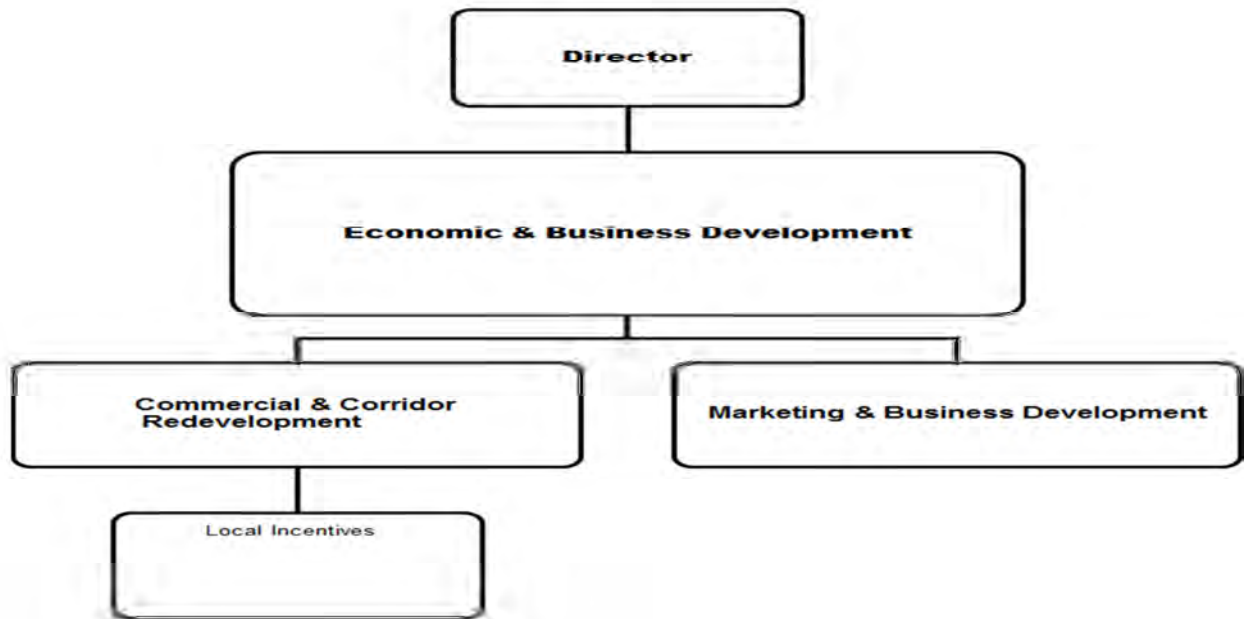 Director
Economic & Business Development
Commercial & Corridor
Redevelopment
Marketing & Business Development
Local Incentives